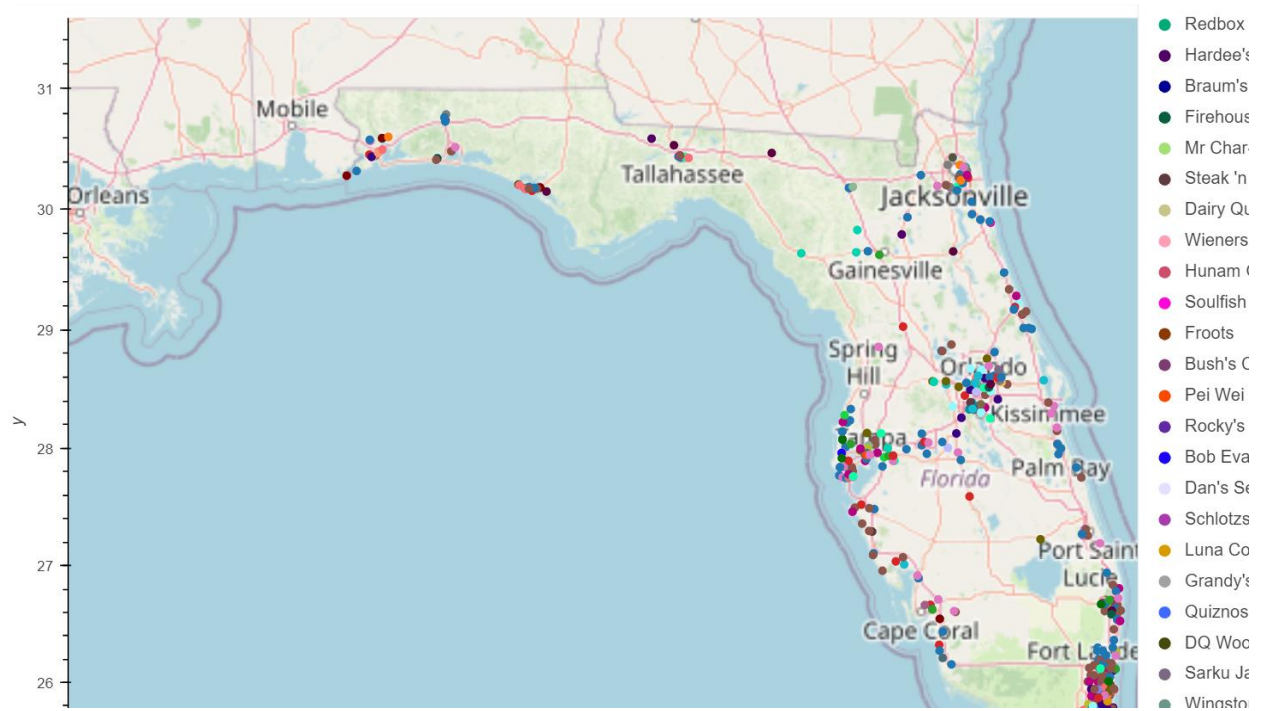 Redbox
Hardee's
31
Braum's
Mobile
Firehous
Mr Char
Tallahassee
Steak 'n
Orleans
Jacksonville
30
Dairy Qu
Wieners
Gainesville
Hunam
Soulfish
29
Froots
Spring
Hill
Orlando
Bush's
Pei Wei
Kissimmee
Rocky's
y
28
Tampa
Palm Bay
Bob Eva
Florida
Dan's Se
Schlotzs
Port Saint
Lucie
Luna Co
27
Grandy's
Cape Coral
Quiznos
Fort Laude
DQ Woo
26
Sarku Ja
Wingsto